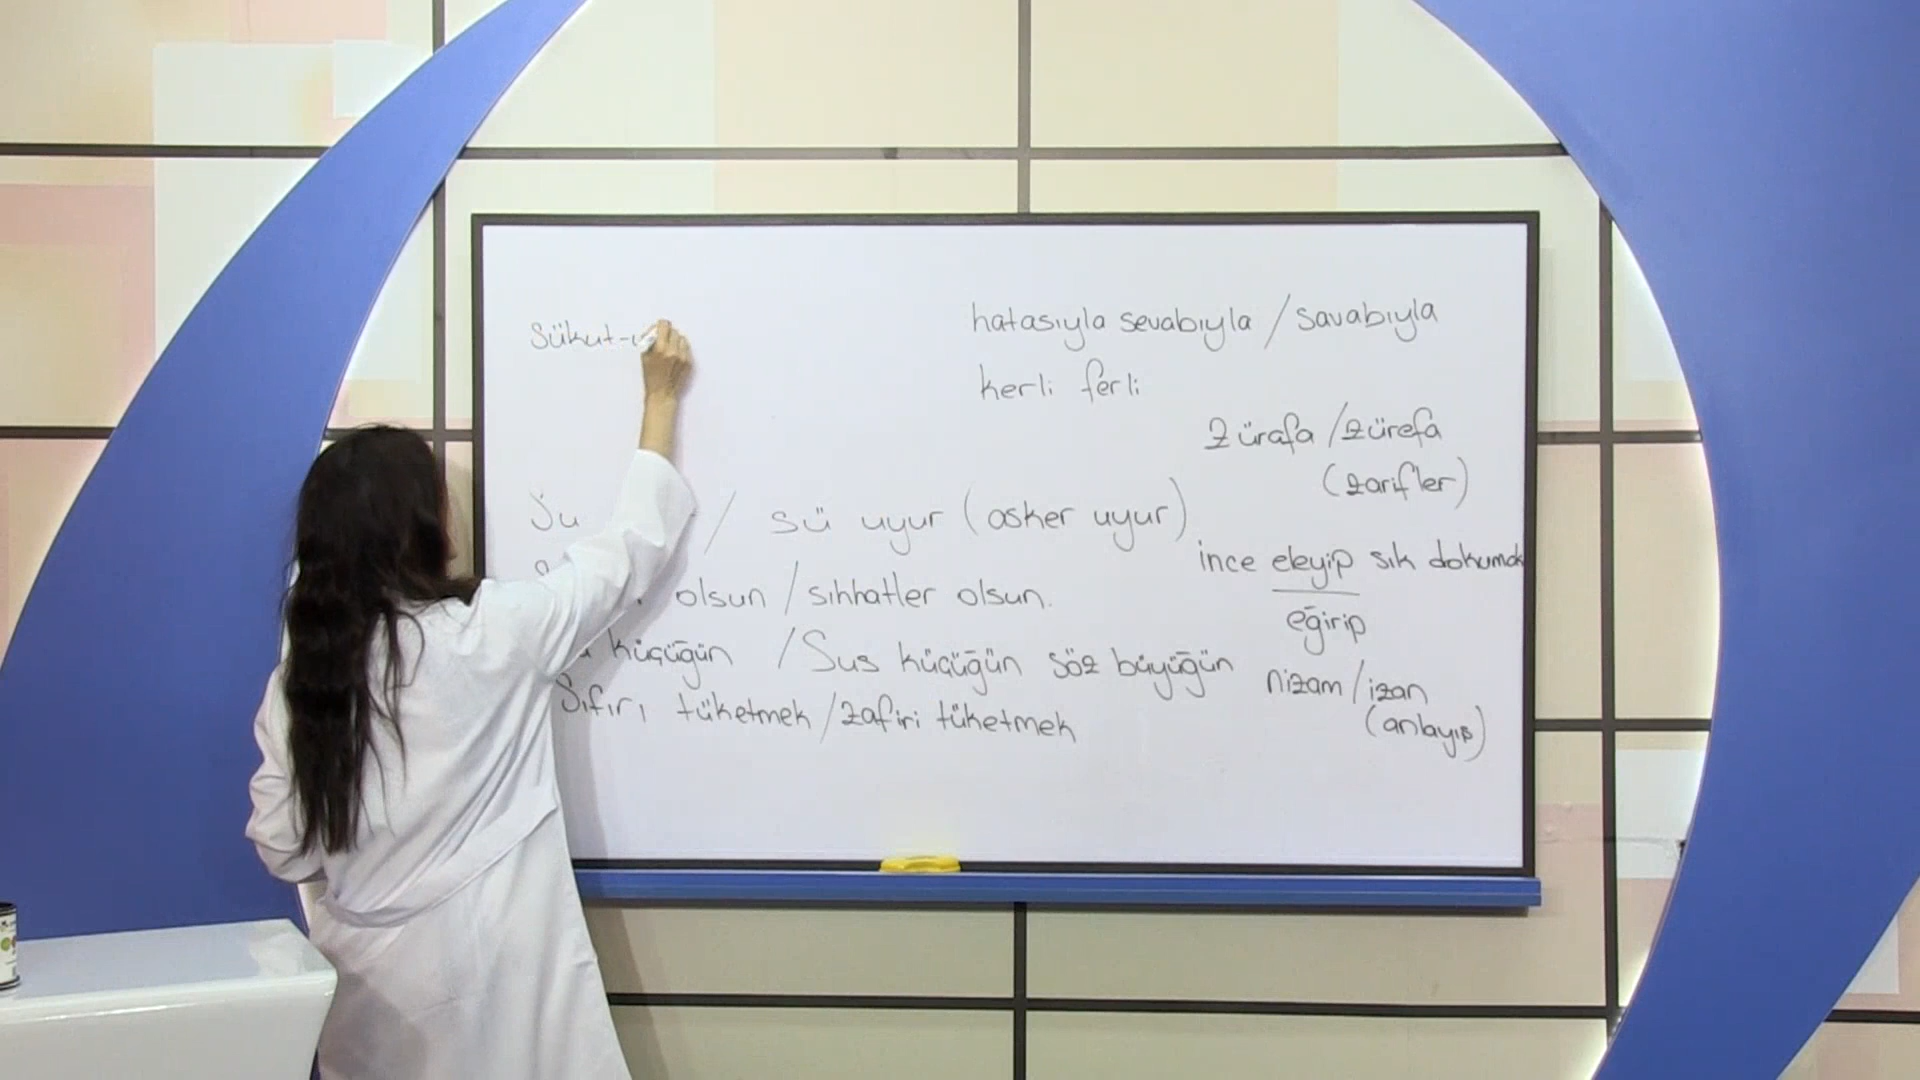 Sükut-u
hatasıyla sevabıyla / savabıyla
kerli ferli
Zürafa / zürefa
(zarifler)
Su / sü uyur (asker uyur)
olsun / sıhhatler olsun.
küçüğün / Sus küçüğün söz büyüğün
Sıfırı tüketmek / zafiri tüketmek
ince eleyip sık dokumak
eğirip
nizam / izan
(anlayış)